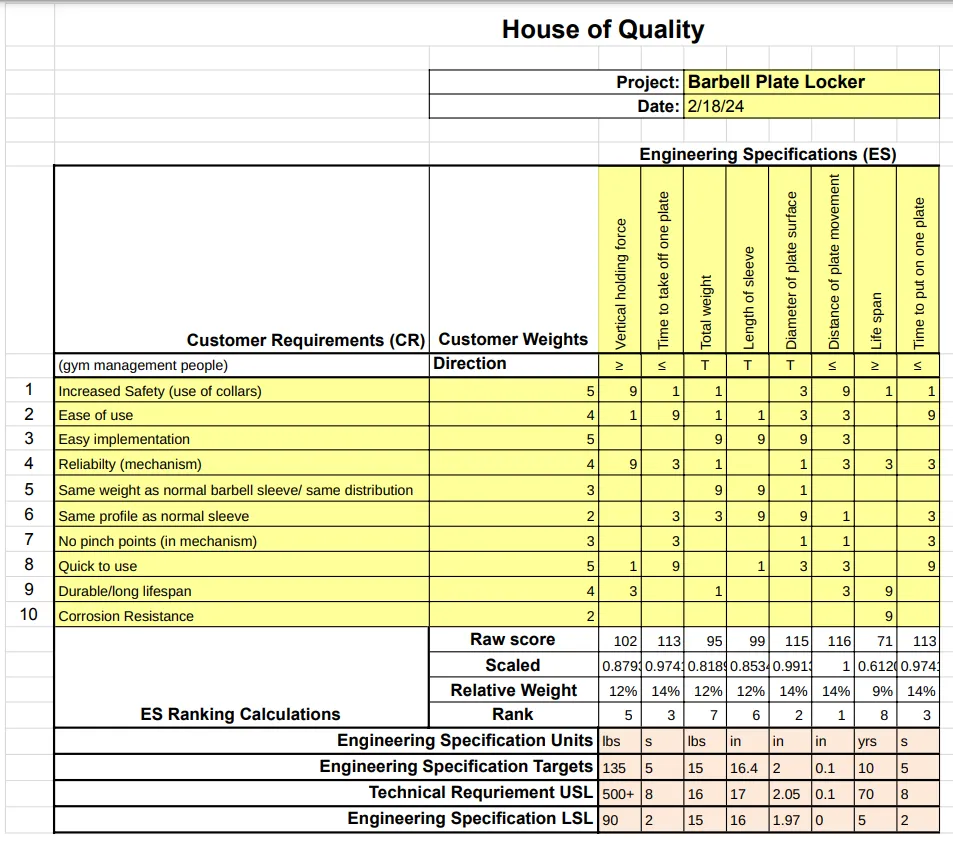 House of Quality
Project: Barbell Plate Locker
Date: 2/18/24
Engineering Specifications (ES)
Customer Requirements (CR) Customer Weights Vertical holding force Time to take off one plate Total weight Length of sleeve Diameter of plate surface Distance of plate movement Life span Time to put on one plate
(gym management people) Direction ≥ ≤ T T T ≤ ≥ ≤
1 Increased Safety (use of collars) 5 9 1 1 3 9 1 1
2 Ease of use 4 1 9 1 1 3 3 9
3 Easy implementation 5 9 9 9 3
4 Reliabilty (mechanism) 4 9 3 1 1 3 3 3
5 Same weight as normal barbell sleeve/ same distribution 3 9 9 1
6 Same profile as normal sleeve 2 3 3 9 9 1 3
7 No pinch points (in mechanism) 3 3 1 1 3
8 Quick to use 5 1 9 1 3 3 9
9 Durable/long lifespan 4 3 1 3 9
10 Corrosion Resistance 2 9
Raw score 102 113 95 99 115 116 71 113
Scaled 0.879 0.974 0.818 0.853 0.991 1 0.612 0.974
Relative Weight 12% 14% 12% 12% 14% 14% 9% 14%
ES Ranking Calculations Rank 5 3 7 6 2 1 8 3
Engineering Specification Units lbs s lbs in in in yrs s
Engineering Specification Targets 135 5 15 16.4 2 0.1 10 5
Technical Requriement USL 500+ 8 16 17 2.05 0.1 70 8
Engineering Specification LSL 90 2 15 16 1.97 0 5 2